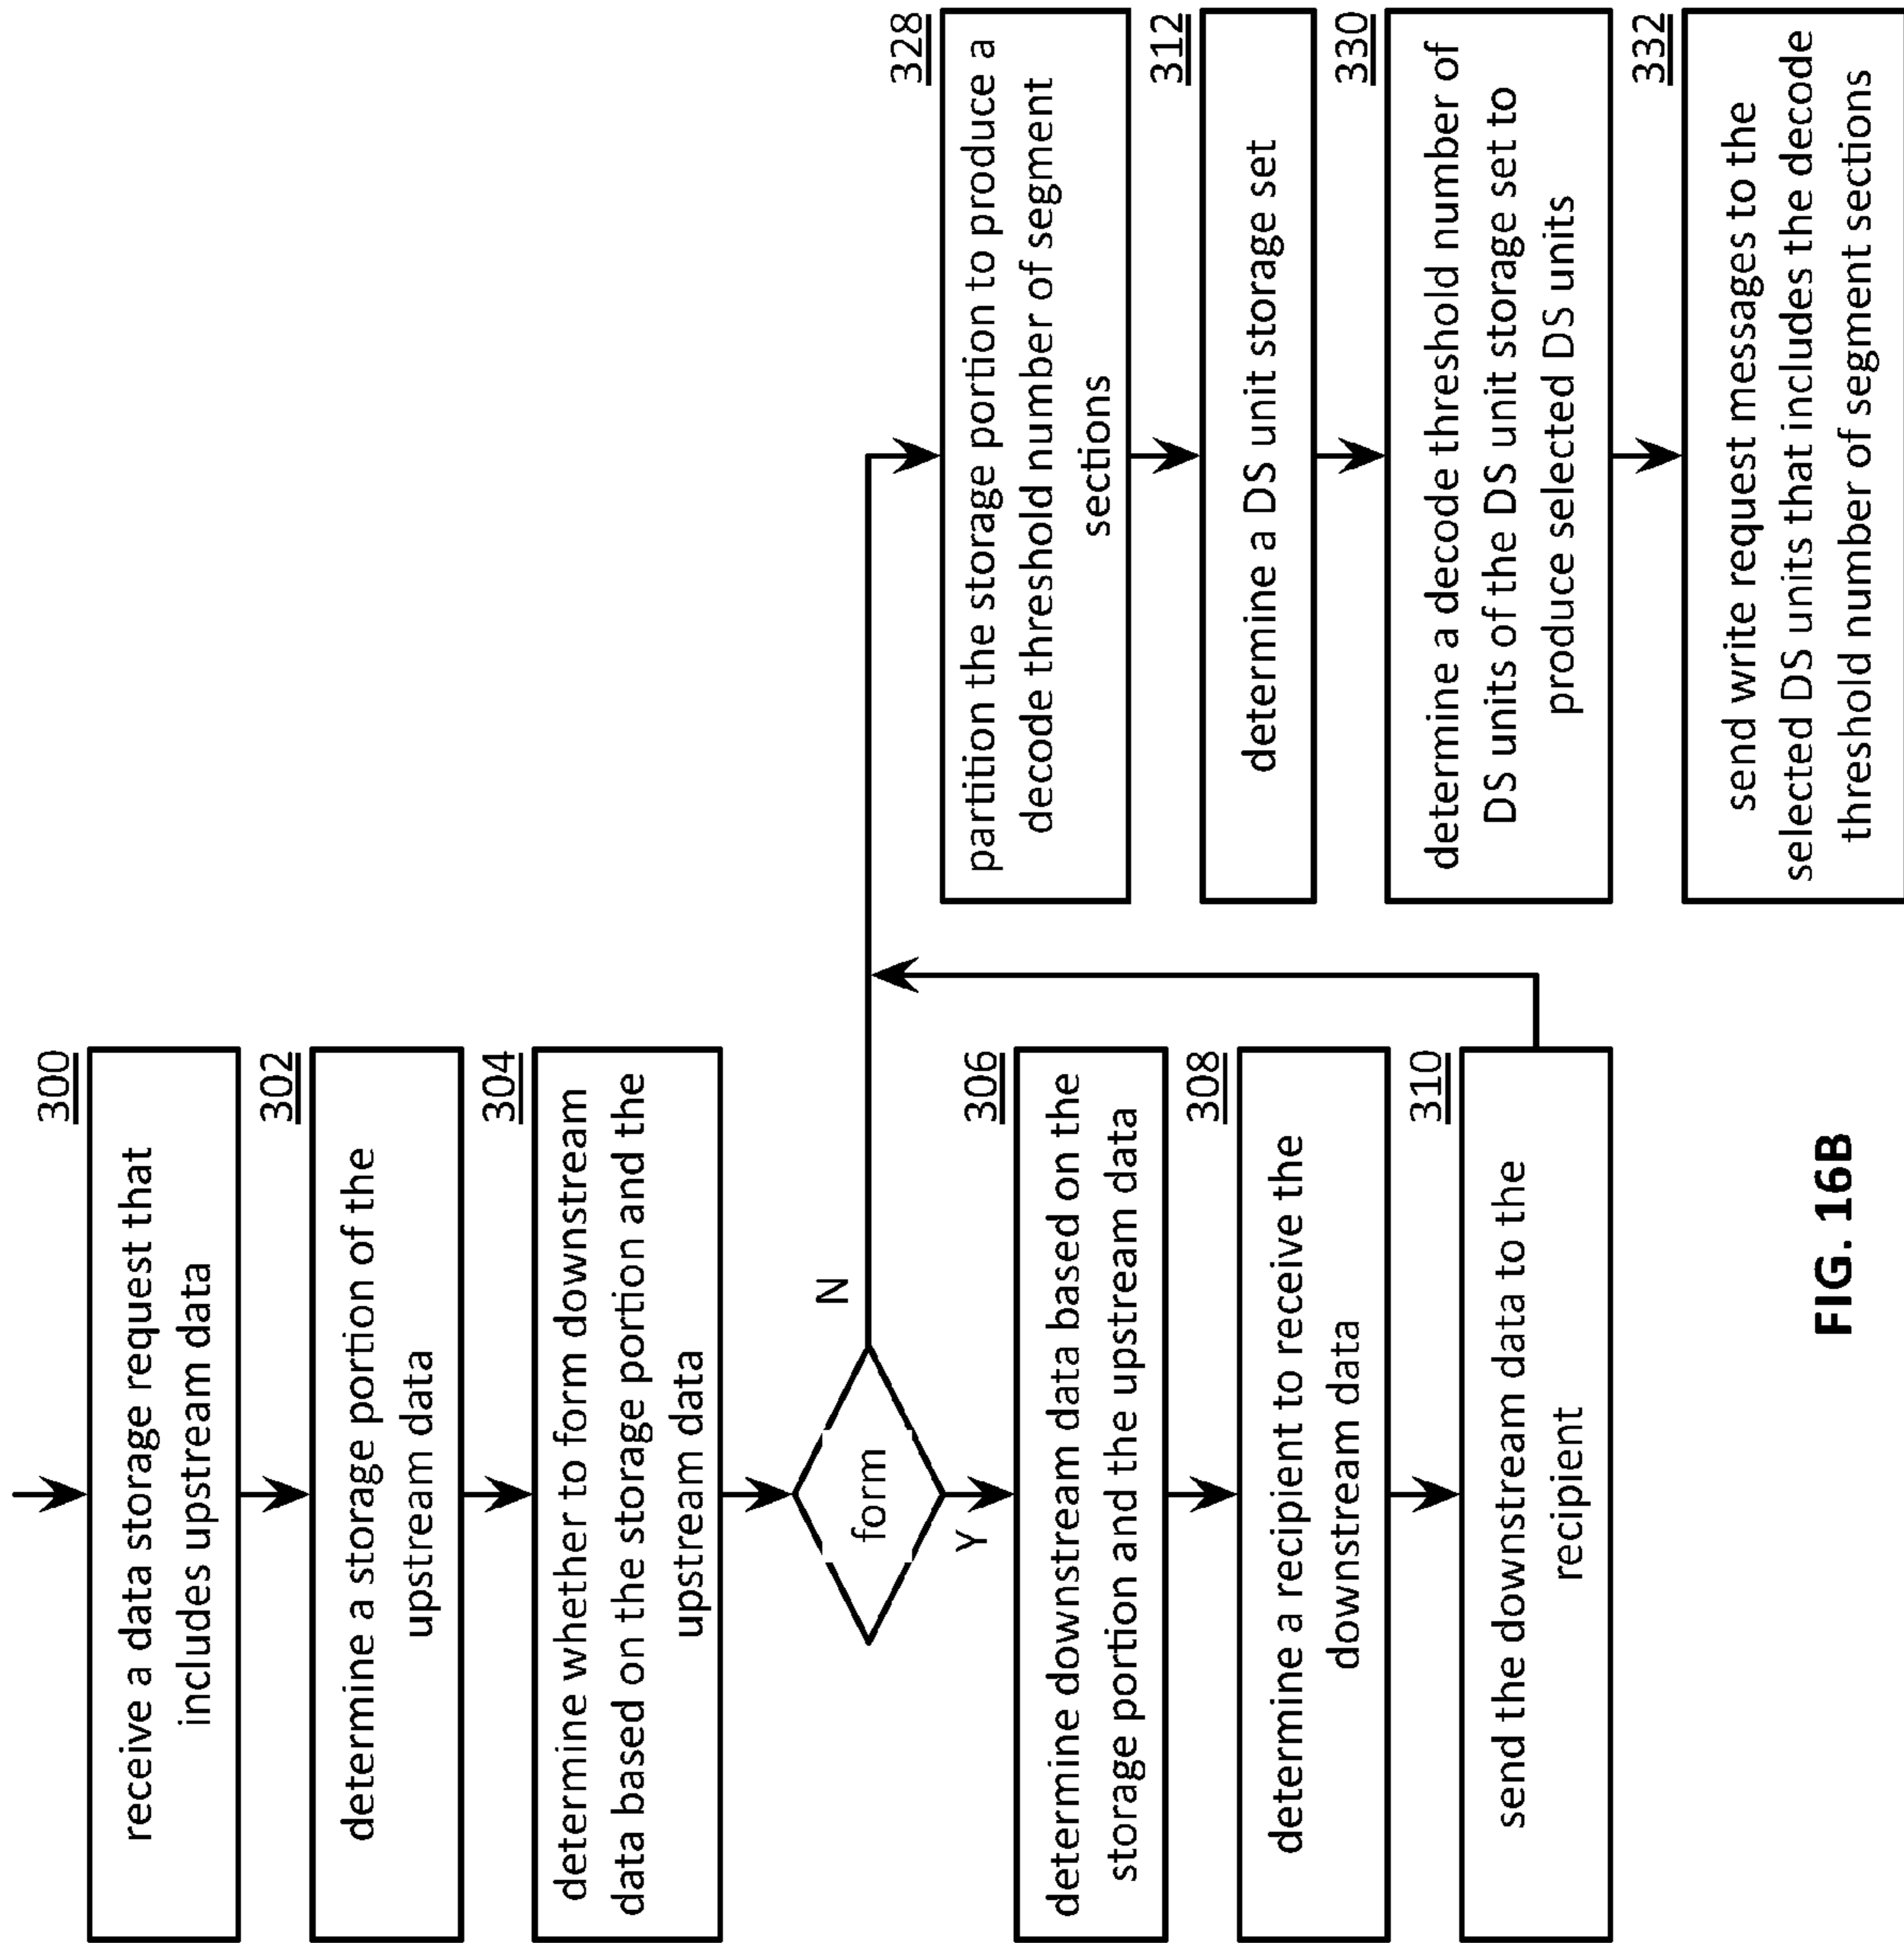 300
receive a data storage request that
includes upstream data
302
determine a storage portion of the
upstream data
304
determine whether to form downstream
data based on the storage portion and the
upstream data
form
N
Y
306
determine downstream data based on the
storage portion and the upstream data
308
determine a recipient to receive the
downstream data
310
send the downstream data to the
recipient
328
partition the storage portion to produce a
decode threshold number of segment
sections
312
determine a DS unit storage set
330
determine a decode threshold number of
DS units of the DS unit storage set to
produce selected DS units
332
send write request messages to the
selected DS units that includes the decode
threshold number of segment sections
FIG. 16B